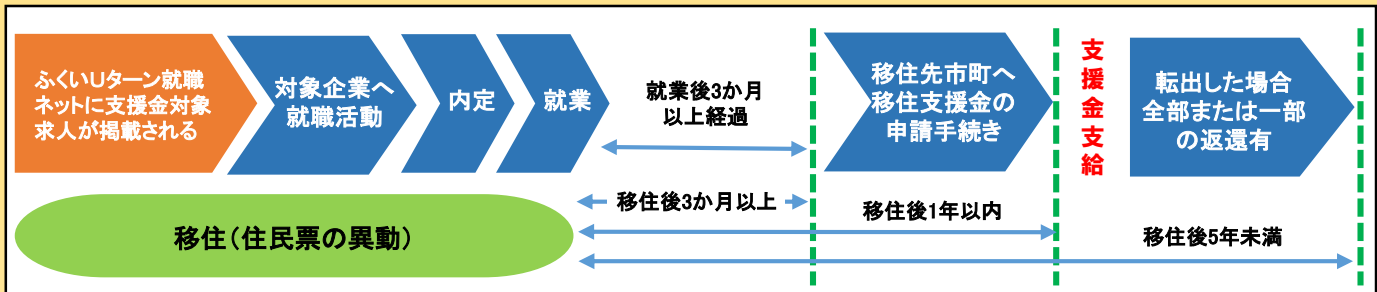 ふくいUターン就職
ネットに支援金対象
求人が掲載される
対象企業へ
就職活動
内定
就業
就業後3か月
以上経過
移住先市町へ
移住支援金の
申請手続き
支援金支給
転出した場合
全部または一部
の返還有
移住（住民票の異動）
移住後3か月以上
移住後1年以内
移住後5年未満